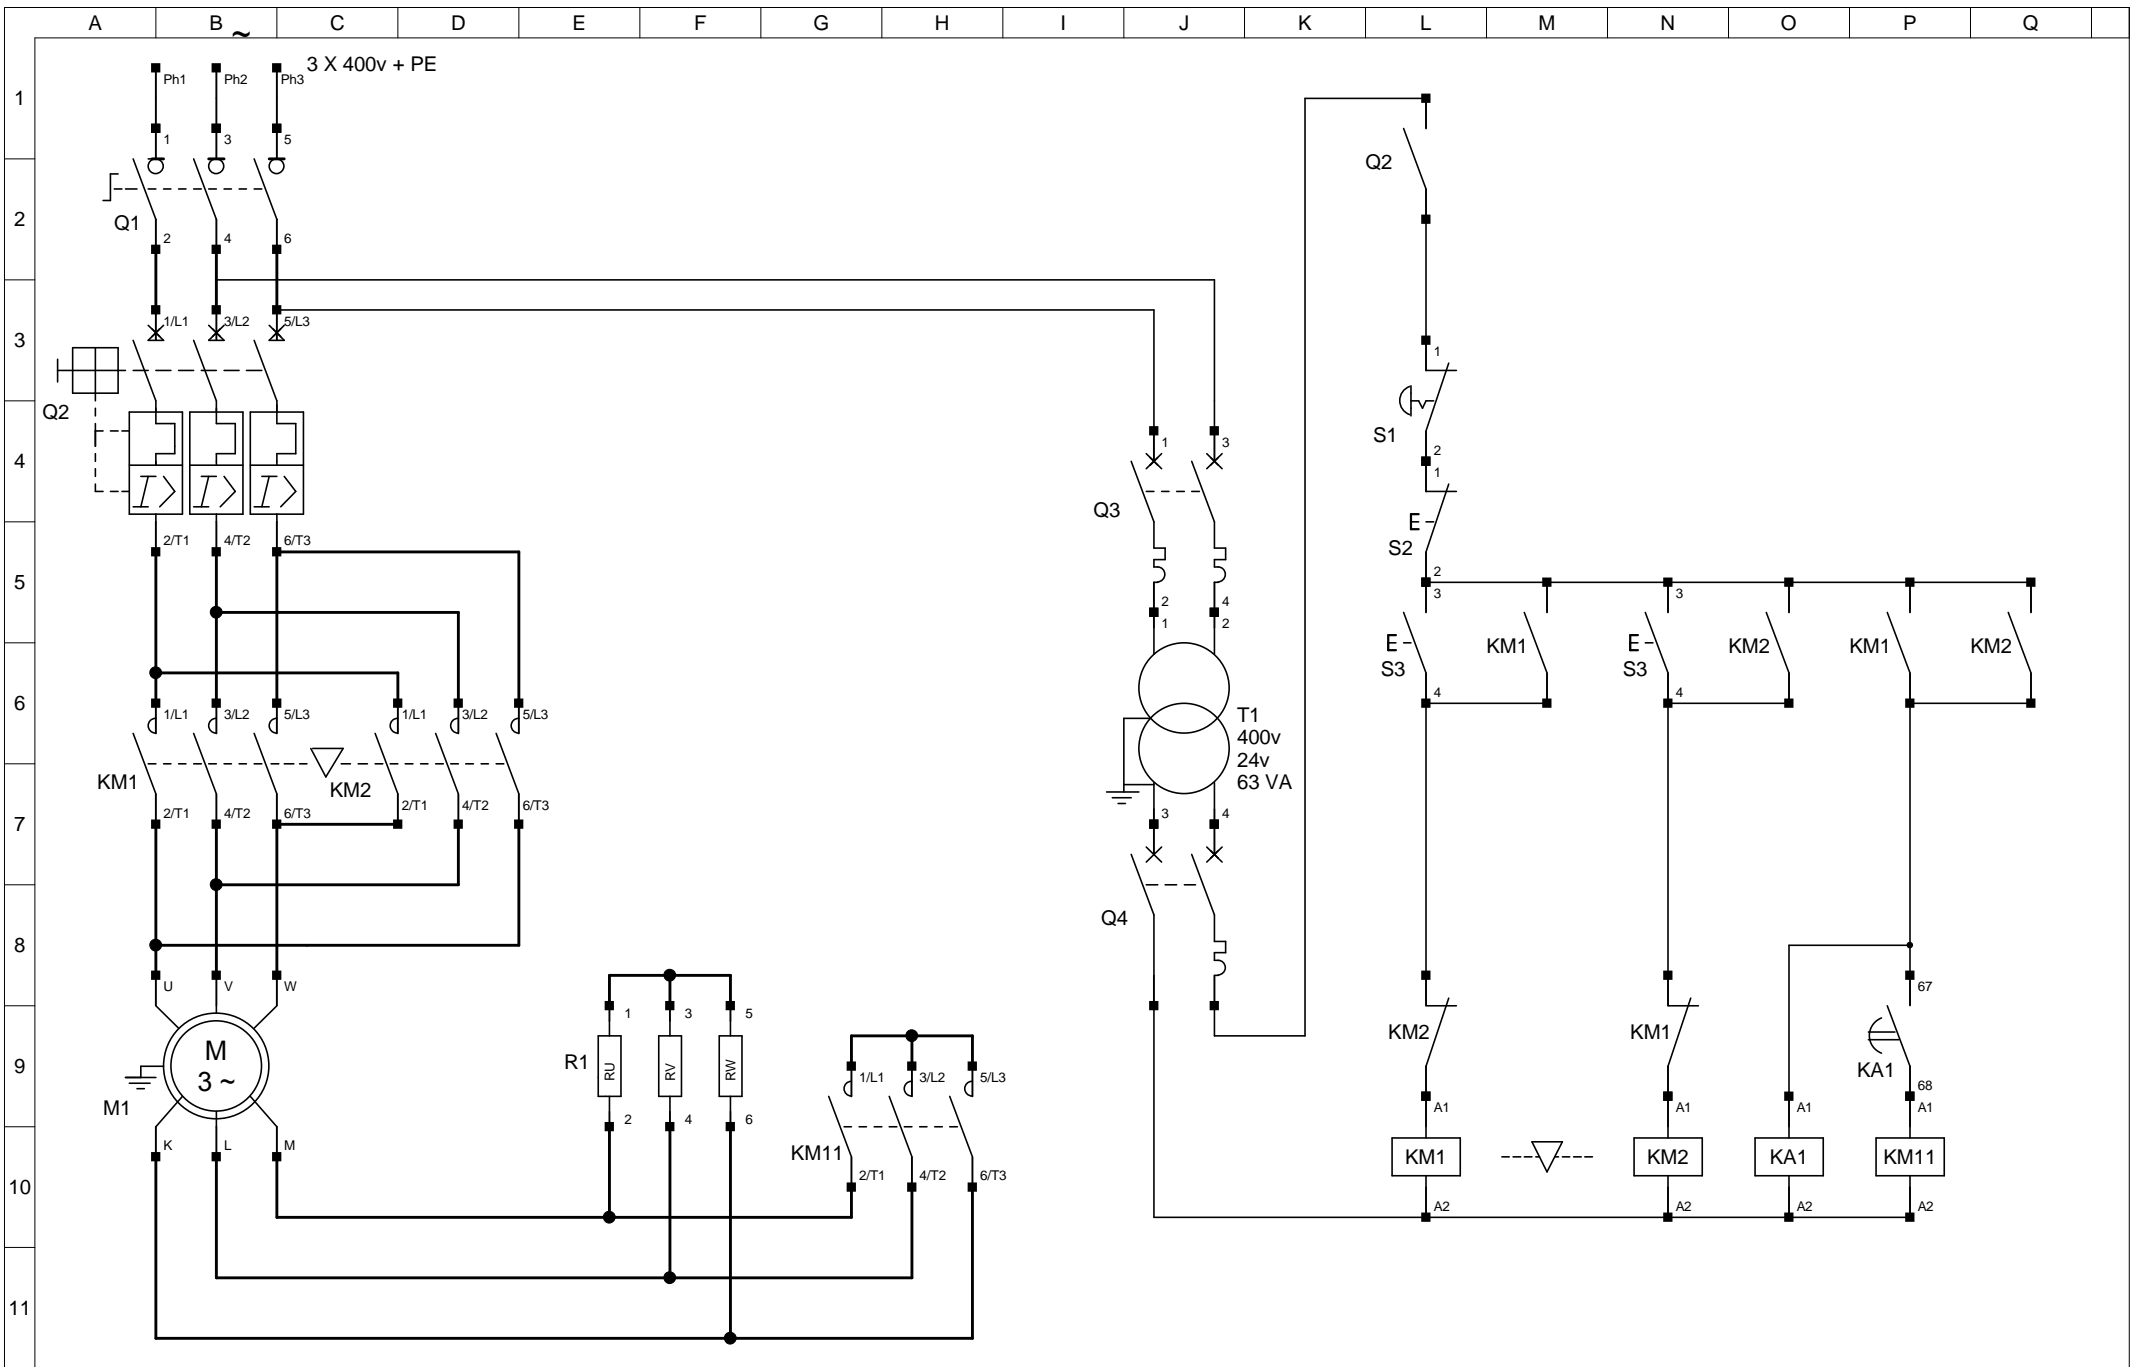 A B C D E F G H I J K L M N O P Q
~
3 X 400v + PE
Ph1 Ph2 Ph3
1
1 3 5
Q2
2
Q1
2 4 6
3
1/L1 3/L2 5/L3
1
Q2
S1
4
1 3
2
1
I> I> I>
Q3
E
S2
2/T1 4/T2 6/T3
5
2
2 4
3 3
1 2
E KM1 E KM2 KM1 KM2
S3 S3
6
4 4
1/L1 3/L2 5/L3 1/L1 3/L2 5/L3
T1
400v
24v
63 VA
KM1 KM2
7
2/T1 4/T2 6/T3 2/T1 4/T2 6/T3
3 4
Q4
8
U V W
67
1 3 5
KM2 KM1
M
3 ~
9
R1 RU RV RW
1/L1 3/L2 5/L3
KA1
68
M1
2 4 6
A1 A1 A1 A1
K L M
KM11
KM1 KM2 KA1 KM11
2/T1 4/T2 6/T3
10
A2 A2 A2 A2
11